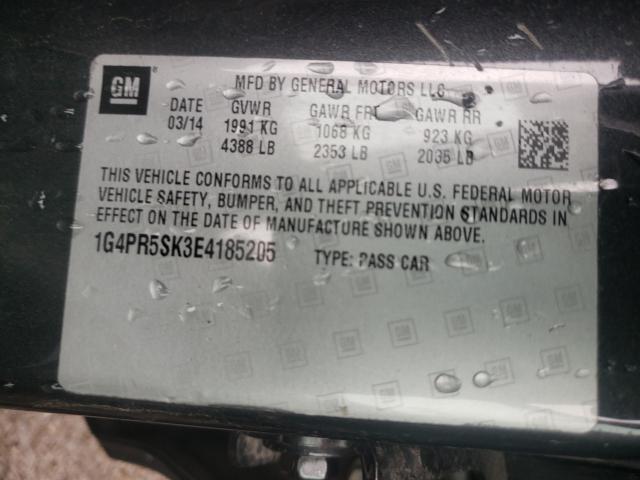 GM
MFD BY GENERAL MOTORS LLC
DATE GVWR GAWR FRT GAWR RR
03/14 1991 KG 1068 KG 923 KG
4388 LB 2353 LB 2035 LB
THIS VEHICLE CONFORMS TO ALL APPLICABLE U.S. FEDERAL MOTOR
VEHICLE SAFETY, BUMPER, AND THEFT PREVENTION STANDARDS IN
EFFECT ON THE DATE OF MANUFACTURE SHOWN ABOVE.
1G4PR5SK3E4185205 TYPE: PASS CAR